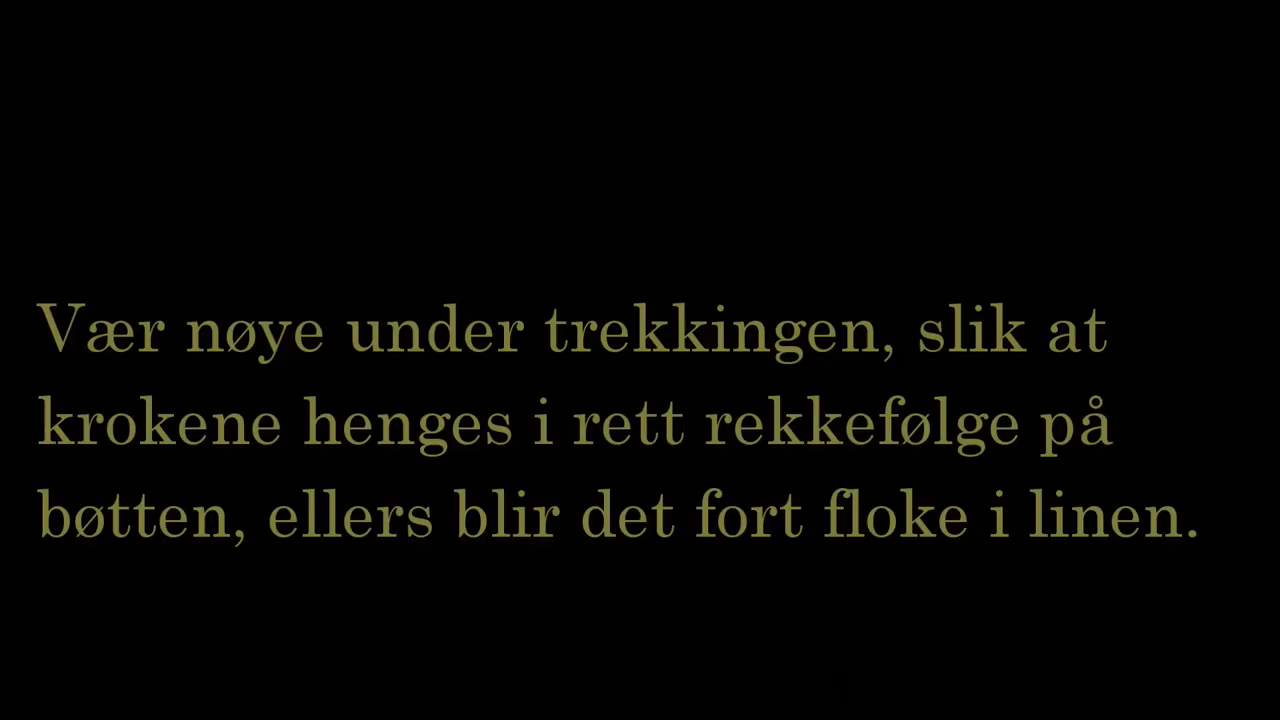 Vær nøye under trekkingen, slik at
krokene henges i rett rekkefølge på
bøtten, ellers blir det fort floke i linen.